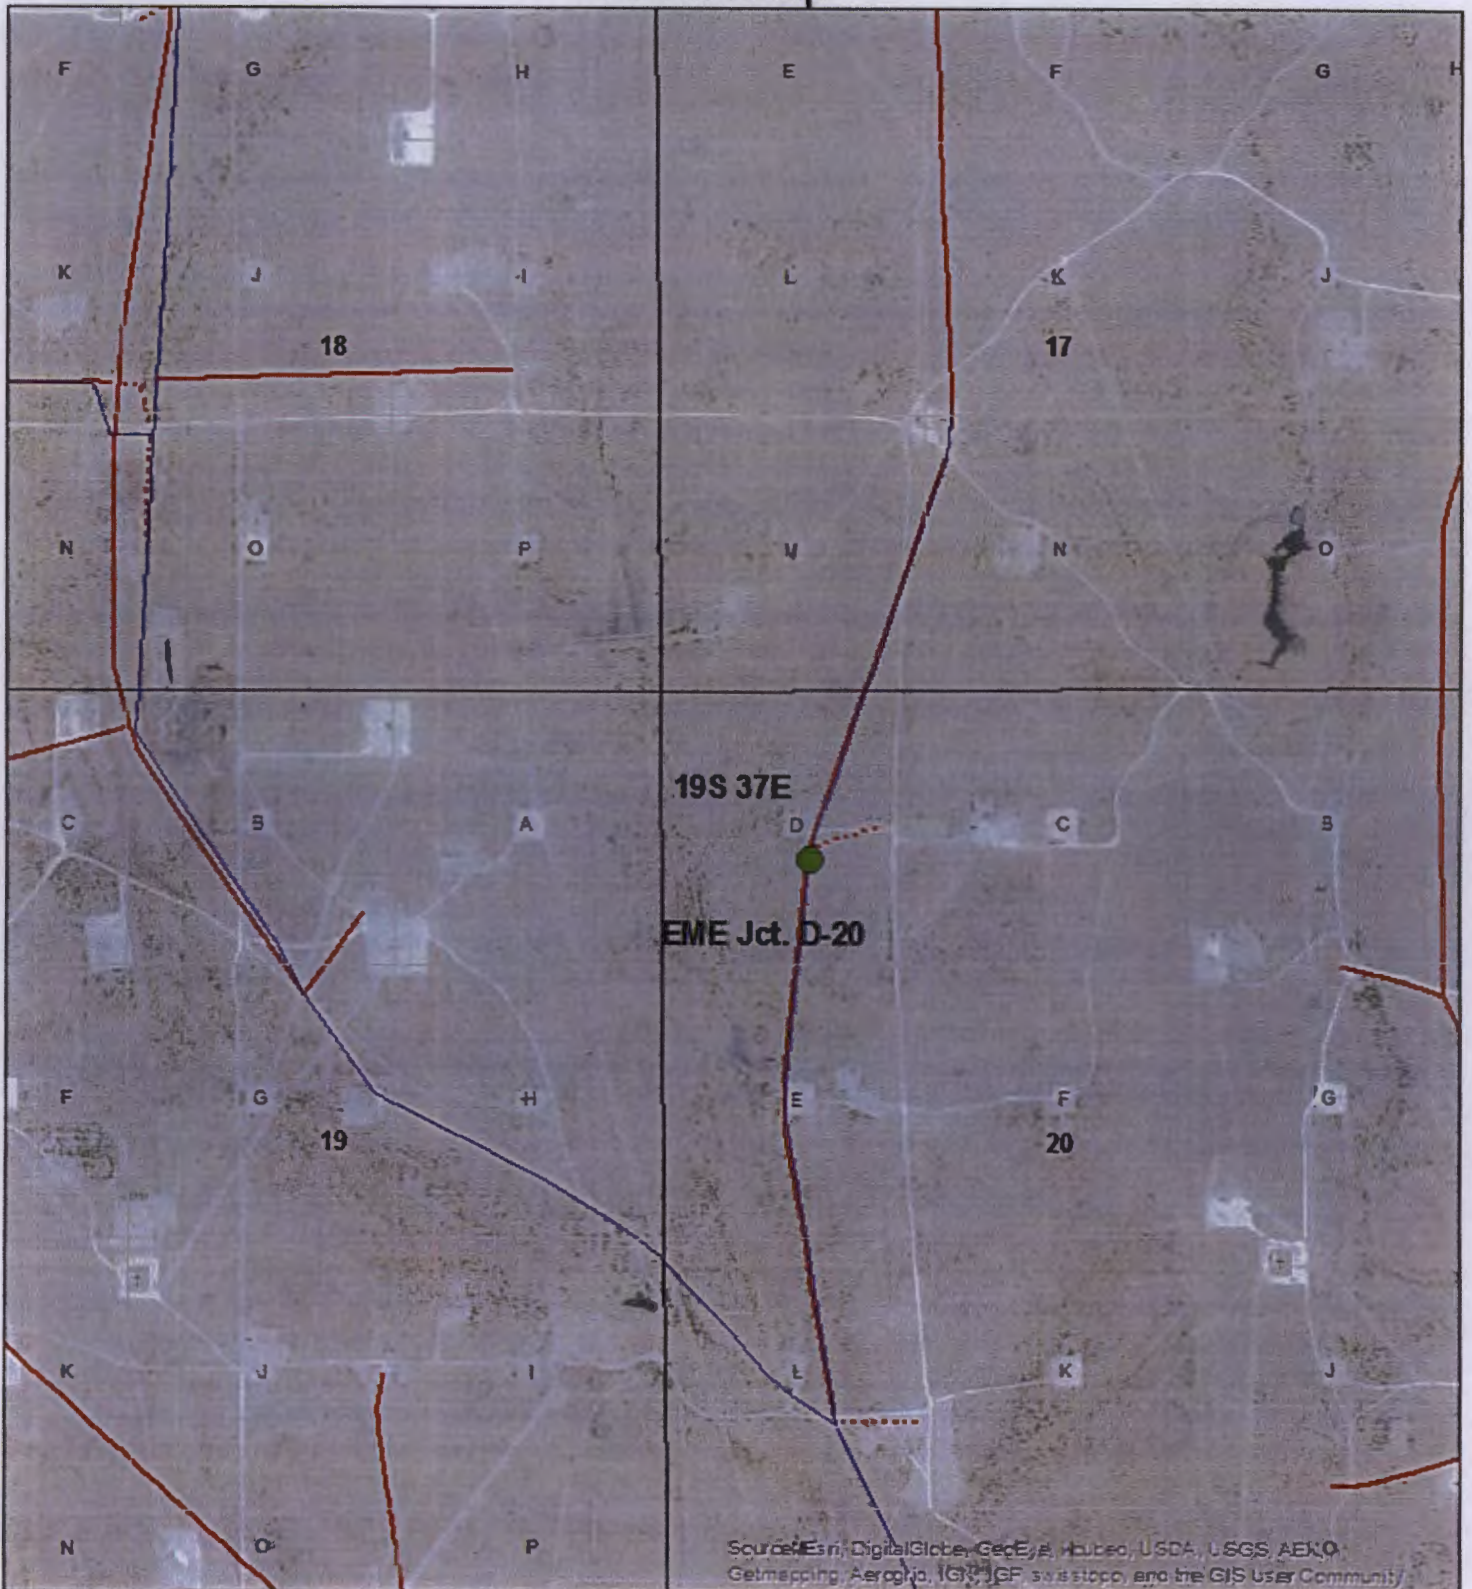 F G H E F G H
K J I L K J
18 17
N O P N O
19S 37E
C B A D C B
EME Jct. D-20
F G H E F G
19 20
K J I L K J
N O P
Source: Esri, DigitalGlobe, GeoEye, USDA, USGS,
Getmapping, Aerogrid, IGN, IGP, swisstopo, and the GIS User Community